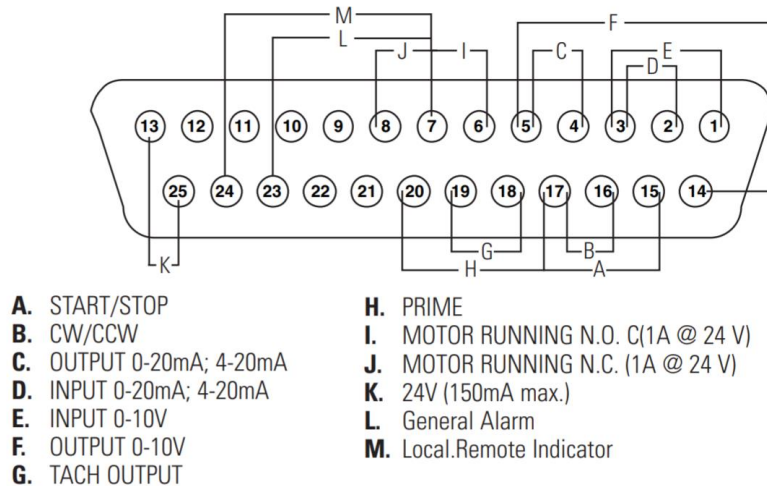 M
F
L
E
J
I
C
D
13 12 11 10 9 8 7 6 5 4 3 2 1
25 24 23 22 21 20 19 18 17 16 15 14
G
B
K
H
A
A. START/STOP
B. CW/CCW
C. OUTPUT 0-20mA; 4-20mA
D. INPUT 0-20mA; 4-20mA
E. INPUT 0-10V
F. OUTPUT 0-10V
G. TACH OUTPUT
H. PRIME
I. MOTOR RUNNING N.O. C(1A @ 24 V)
J. MOTOR RUNNING N.C. (1A @ 24 V)
K. 24V (150mA max.)
L. General Alarm
M. Local.Remote Indicator